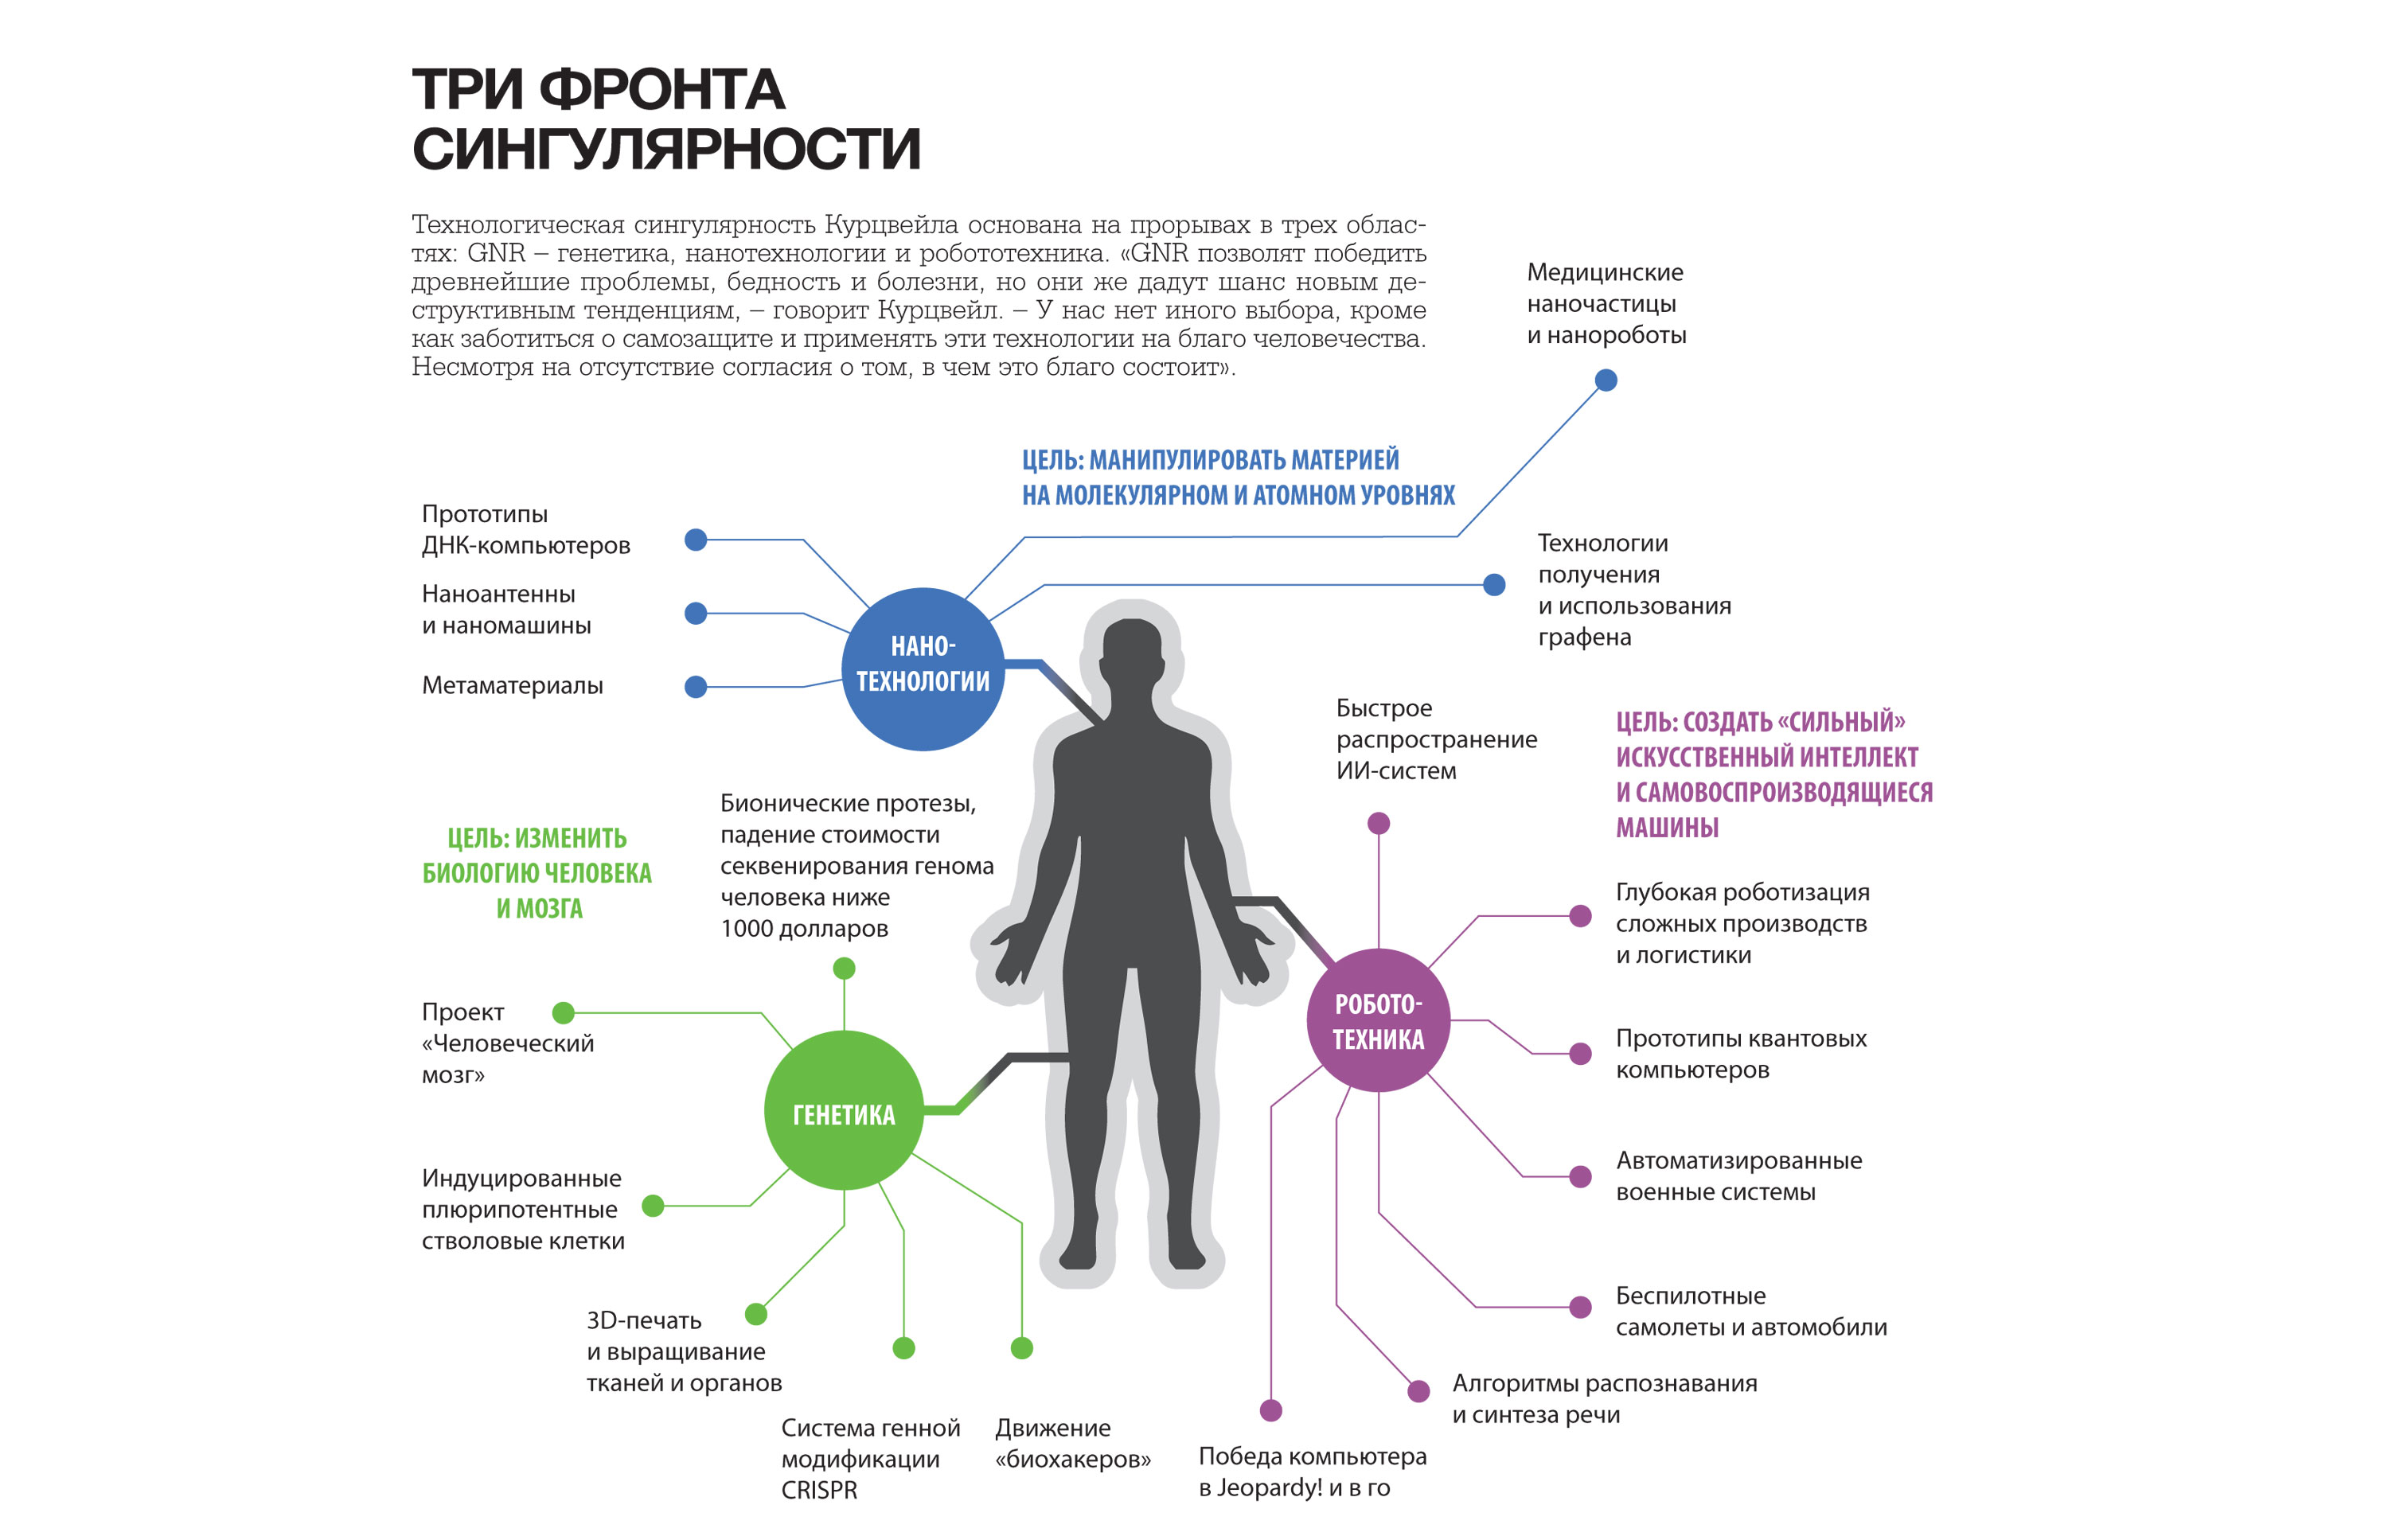 ТРИ ФРОНТА
СИНГУЛЯРНОСТИ
Технологическая сингулярность Курцвейла основана на прорывах в трех облас-
тях: GNR – генетика, нанотехнологии и робототехника. «GNR позволят победить
древнейшие проблемы, бедность и болезни, но они же дадут шанс новым де-
структивным тенденциям, – говорит Курцвейл. – У нас нет иного выбора, кроме
как заботиться о самозащите и применять эти технологии на благо человечества.
Несмотря на отсутствие согласия о том, в чем это благо состоит».
Медицинские
наночастицы
и нанороботы
ЦЕЛЬ: МАНИПУЛИРОВАТЬ МАТЕРИЕЙ
НА МОЛЕКУЛЯРНОМ И АТОМНОМ УРОВНЯХ
Прототипы
ДНК-компьютеров
Наноантенны
и наномашины
Метаматериалы
НАНО-
ТЕХНОЛОГИИ
Технологии
получения
и использования
графена
Быстрое
распространение
ИИ-систем
ЦЕЛЬ: СОЗДАТЬ «СИЛЬНЫЙ»
ИСКУССТВЕННЫЙ ИНТЕЛЛЕКТ
И САМОВОСПРОИЗВОДЯЩИЕСЯ
МАШИНЫ
ЦЕЛЬ: ИЗМЕНИТЬ
БИОЛОГИЮ ЧЕЛОВЕКА
И МОЗГА
Бионические протезы,
падение стоимости
секвенирования генома
человека ниже
1000 долларов
Глубокая роботизация
сложных производств
и логистики
Проект
«Человеческий
мозг»
РОБОТО-
ТЕХНИКА
Прототипы квантовых
компьютеров
ГЕНЕТИКА
Индуцированные
плюрипотентные
стволовые клетки
Автоматизированные
военные системы
3D-печать
и выращивание
тканей и органов
Беспилотные
самолеты и автомобили
Алгоритмы распознавания
и синтеза речи
Система генной
модификации
CRISPR
Движение
«биохакеров»
Победа компьютера
в Jeopardy! и в го